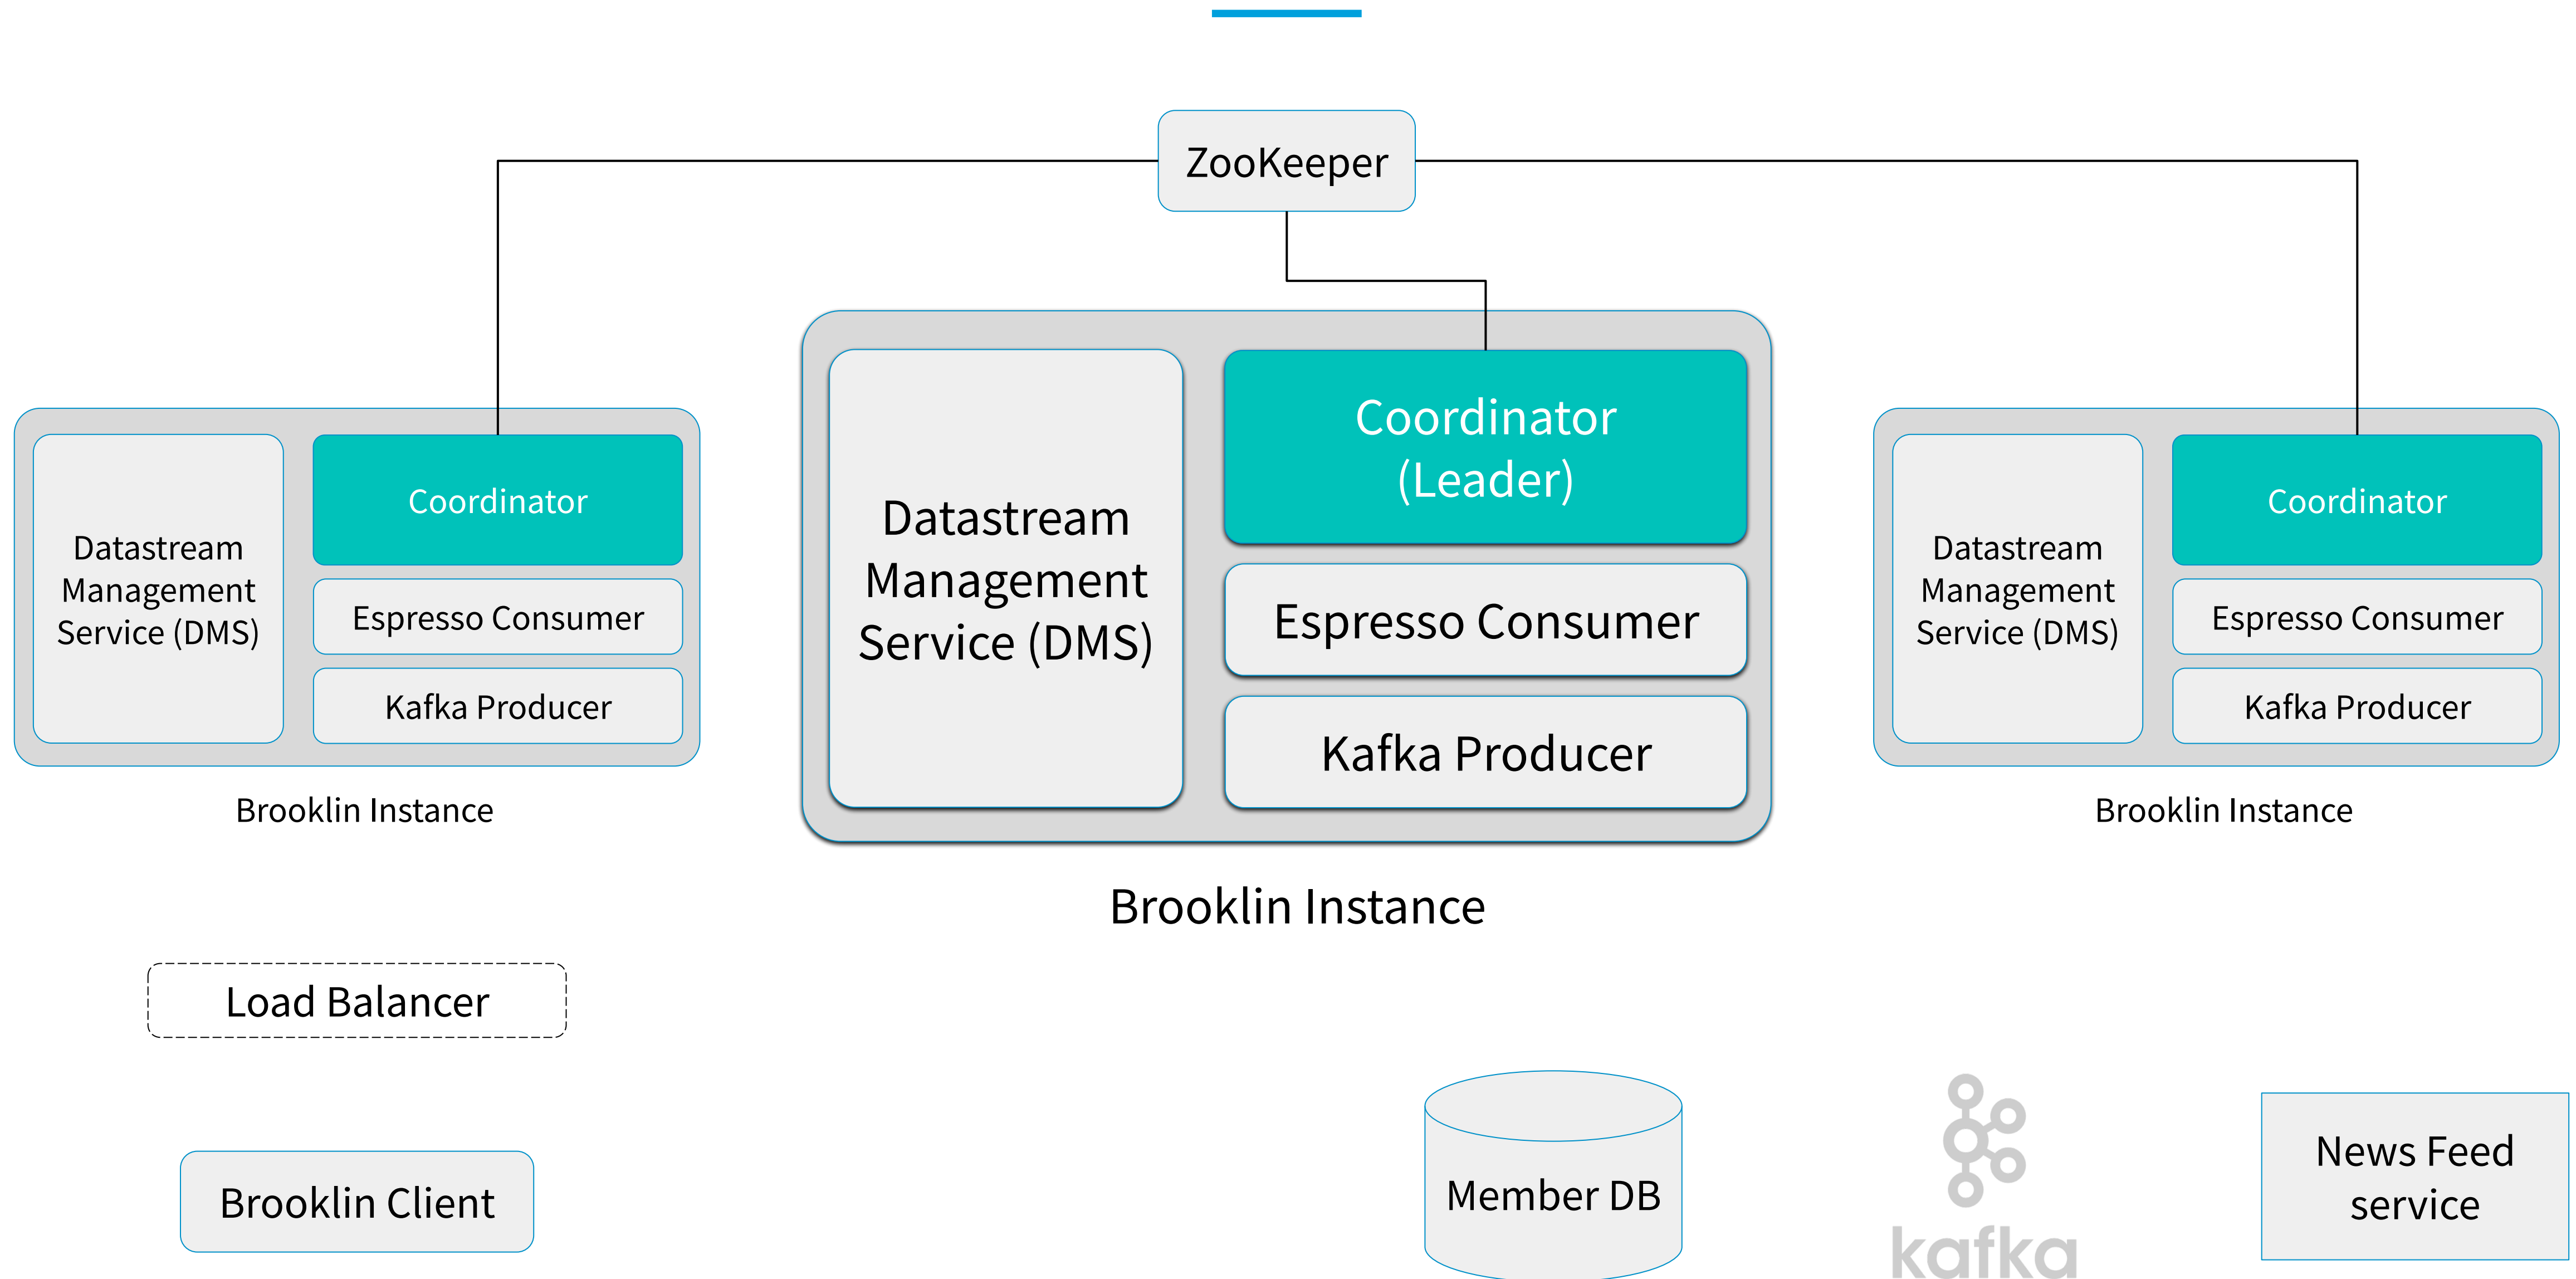 ZooKeeper
Datastream
Management
Service (DMS)
Coordinator
Espresso Consumer
Kafka Producer
Brooklin Instance
Datastream
Management
Service (DMS)
Coordinator
(Leader)
Espresso Consumer
Kafka Producer
Brooklin Instance
Datastream
Management
Service (DMS)
Coordinator
Espresso Consumer
Kafka Producer
Brooklin Instance
Load Balancer
Brooklin Client
Member DB
kafka
News Feed
service